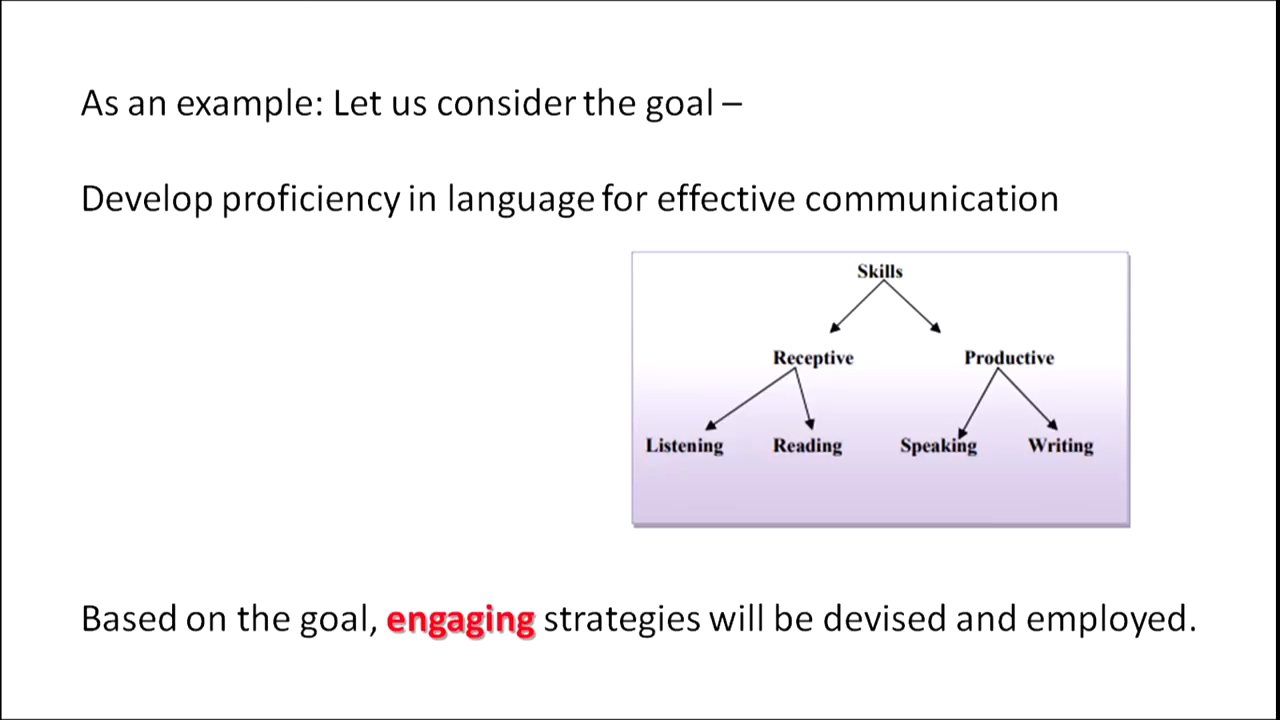 As an example: Let us consider the goal –
Develop proficiency in language for effective communication
Skills
Receptive Productive
Listening Reading Speaking Writing
Based on the goal, engaging strategies will be devised and employed.